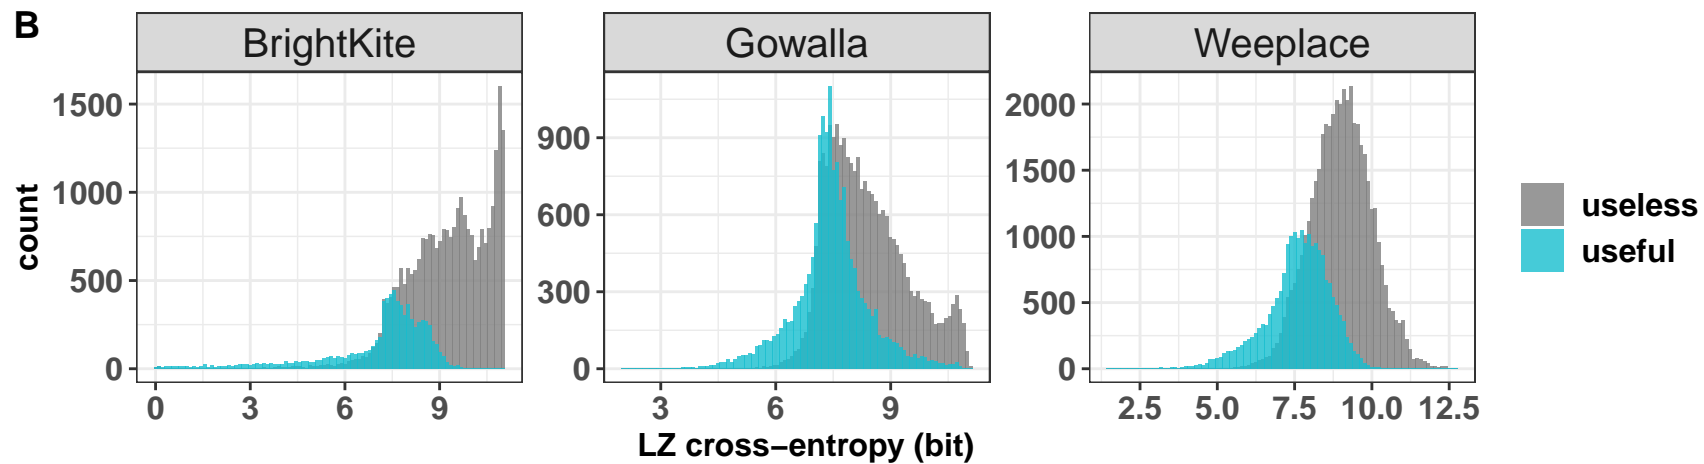 B
BrightKite
Gowalla
Weeplace
count
1500
1000
500
0
900
600
300
0
2000
1500
1000
500
0
0 3 6 9
3 6 9
2.5 5.0 7.5 10.0 12.5
LZ cross−entropy (bit)
useless
useful